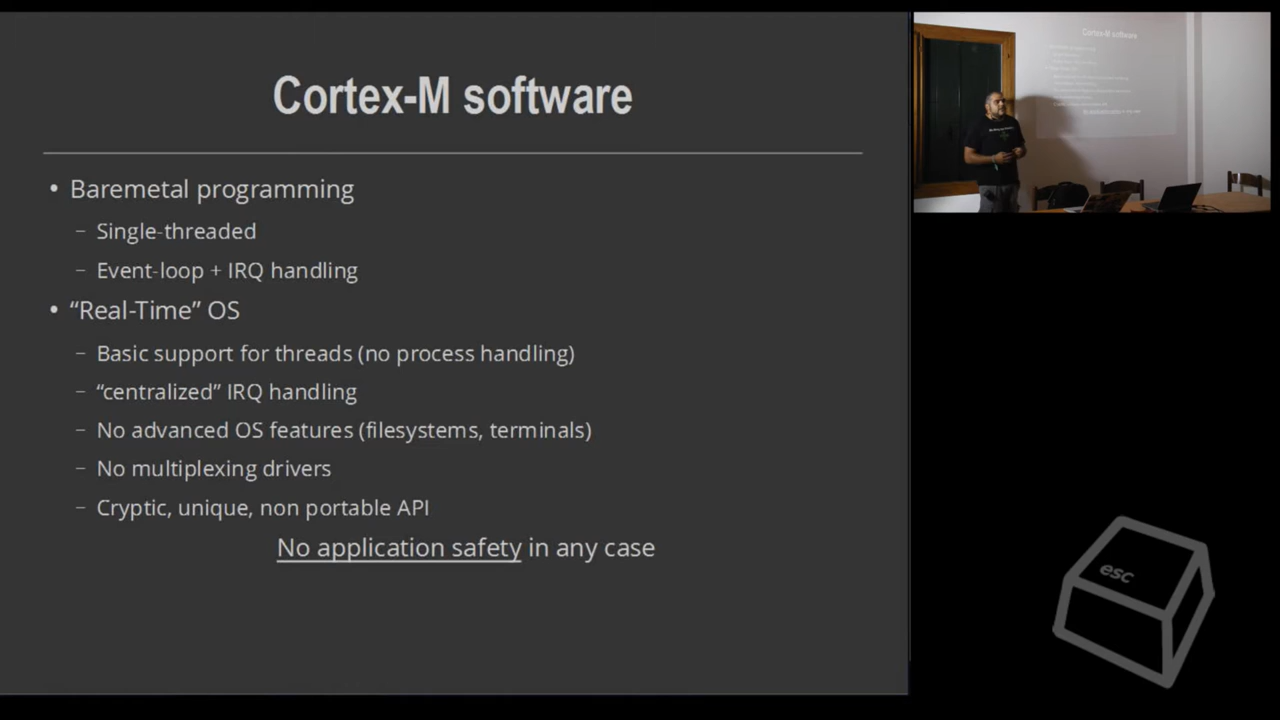 Cortex-M software
• Baremetal programming
– Single-threaded
– Event-loop + IRQ handling
• “Real-Time” OS
– Basic support for threads (no process handling)
– “centralized” IRQ handling
– No advanced OS features (filesystems, terminals)
– No multiplexing drivers
– Cryptic, unique, non portable API
No application safety in any case
Cortex-M software
esc